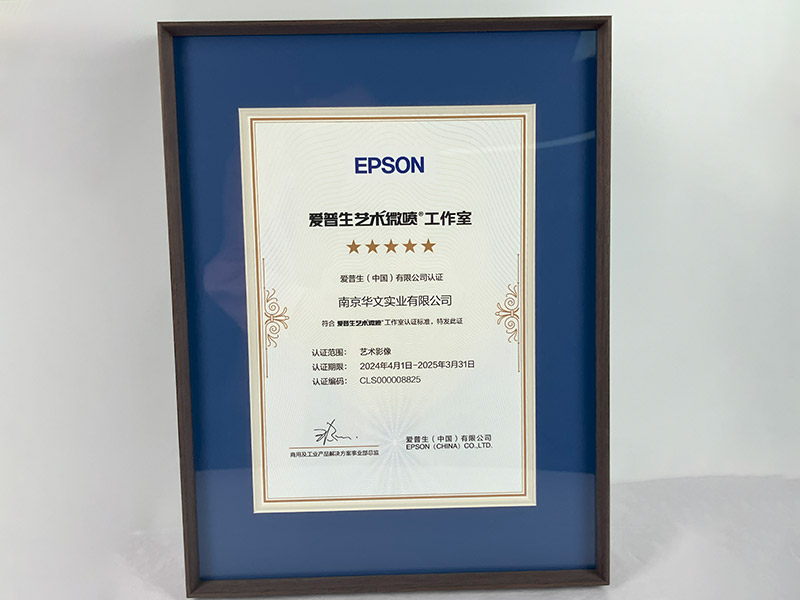 EPSON
爱普生艺术微喷®工作室
爱普生（中国）有限公司认证
南京华文实业有限公司
符合 爱普生艺术微喷®工作室认证标准，特发此证
认证范围： 艺术影像
认证期限： 2024年4月1日-2025年3月31日
认证编码： CLS000008825
商用及工业产品解决方案事业部总监
爱普生（中国）有限公司
EPSON (CHINA) CO.,LTD.